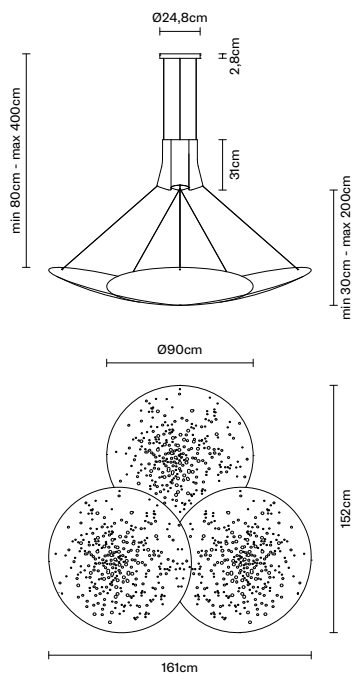 Ø24,8cm
2,8cm
min 80cm - max 400cm
31cm
min 30cm - max 200cm
Ø90cm
152cm
161cm